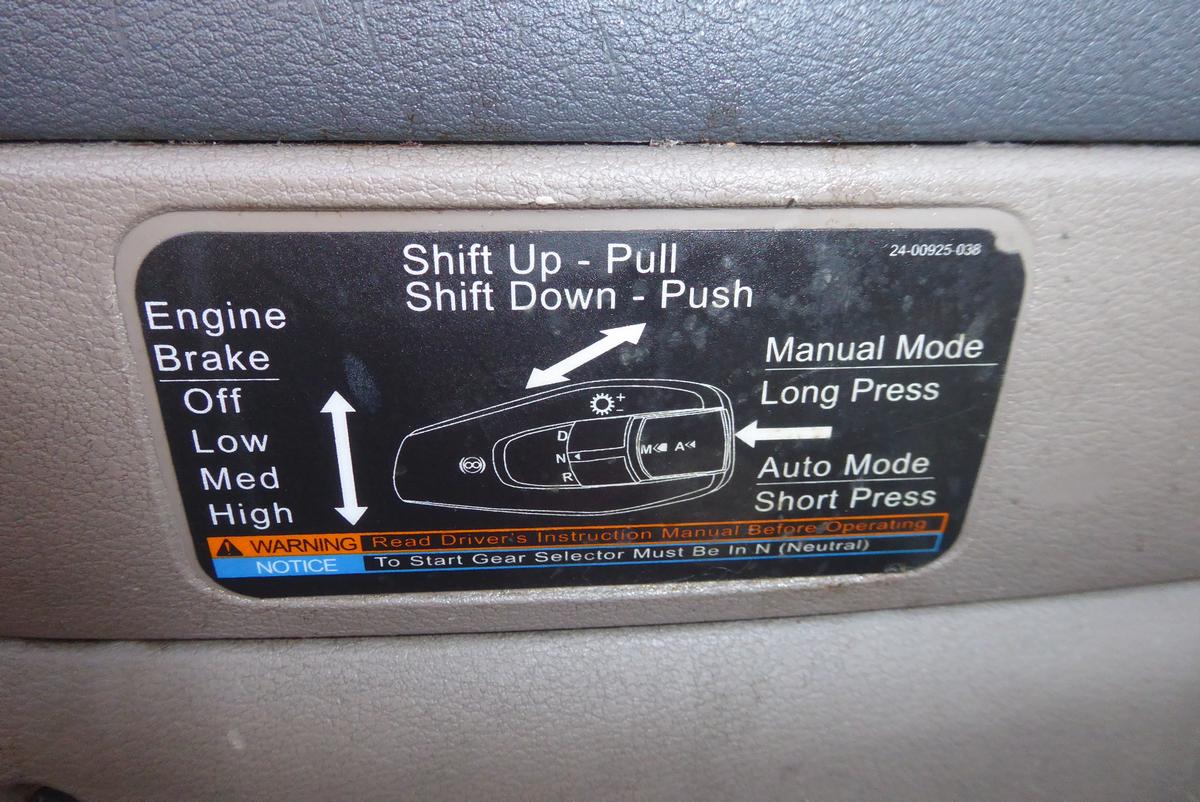 Shift Up - Pull
Shift Down - Push
24-00925-038
Engine
Brake
Off
Low
Med
High
D
N
R
+
-
M
A
Manual Mode
Long Press
Auto Mode
Short Press
WARNING Read Driver's Instruction Manual Before Operating
NOTICE To Start Gear Selector Must Be In N (Neutral)